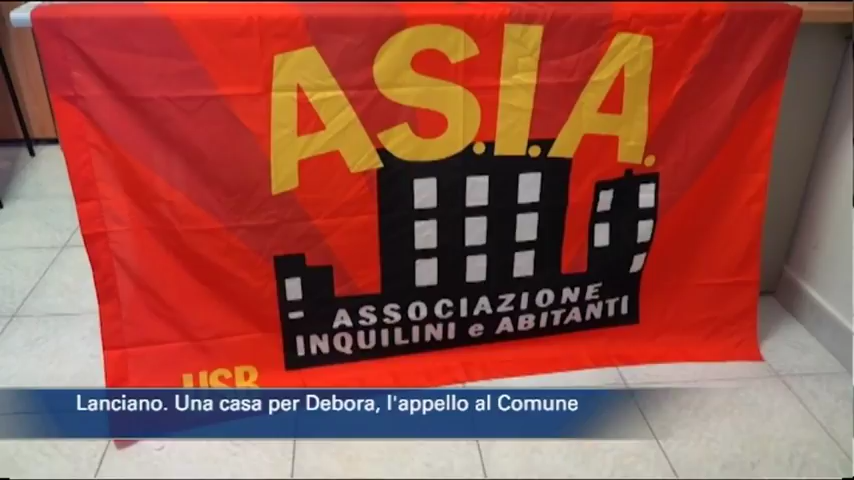 A.S.I.A.
ASSOCIAZIONE
INQUILINI e ABITANTI
USB
Lanciano. Una casa per Debora, l'appello al Comune